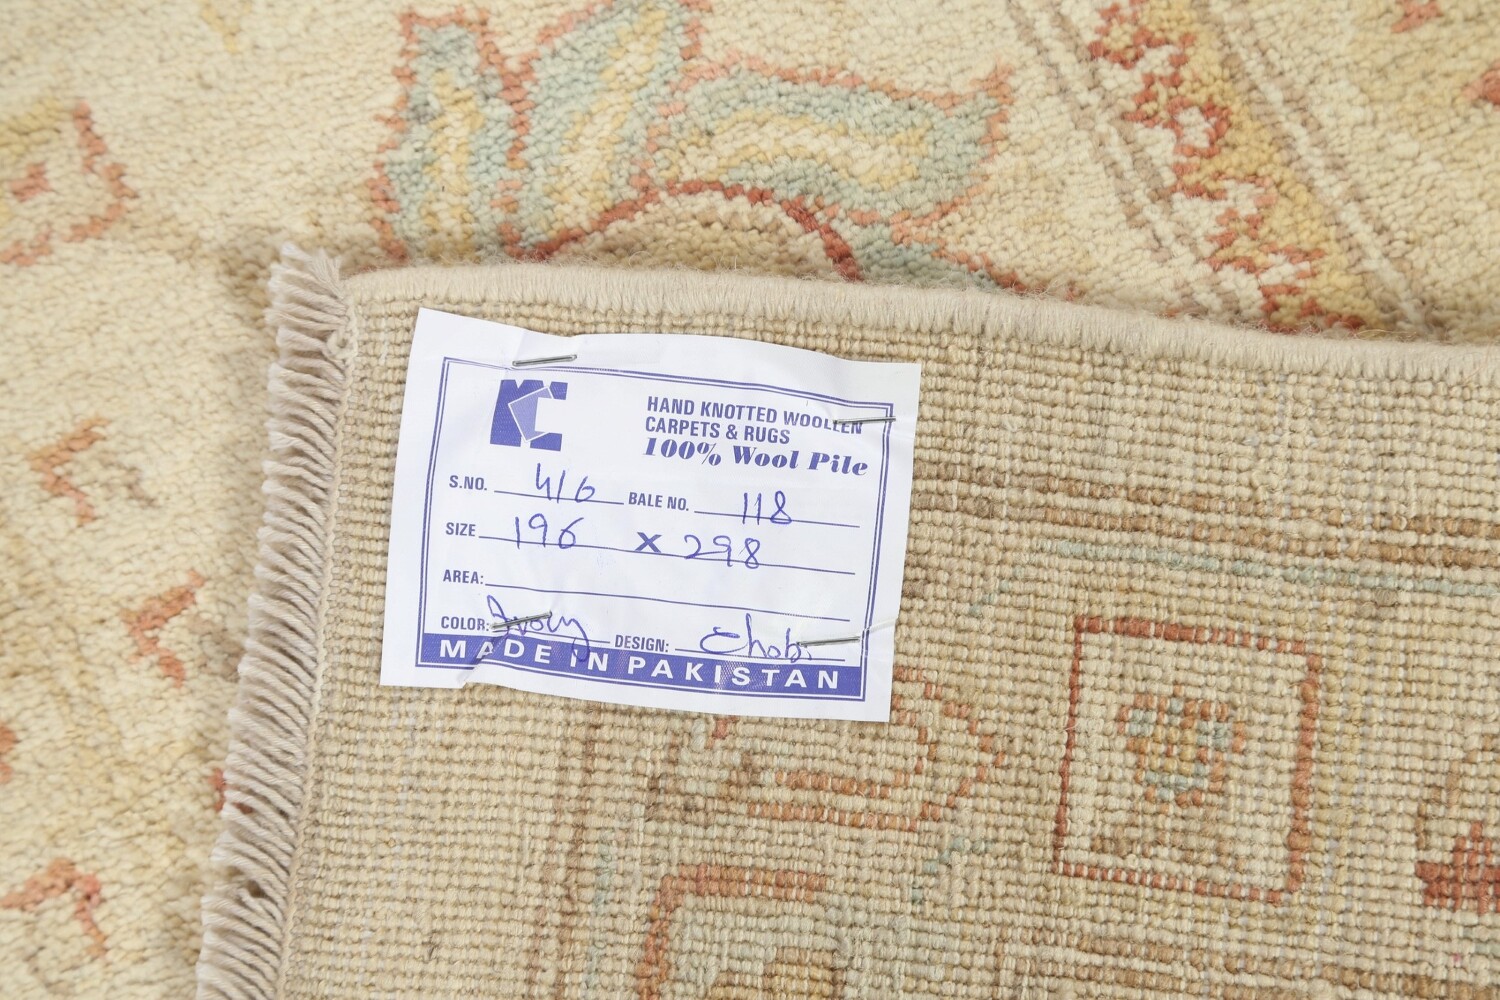 KC
HAND KNOTTED WOOLLEN
CARPETS & RUGS
100% Wool Pile
S.NO. 416 BALE NO. 118
SIZE 196 X 298
AREA:
COLOR: Ivory DESIGN: Chobi
MADE IN PAKISTAN